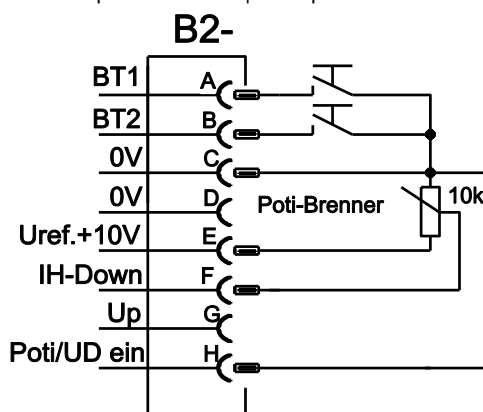 B2-
BT1 A
BT2 B
0V C
0V D Poti-Brenner 10k
Uref.+10V E
IH-Down F
Up G
Poti/UD ein H